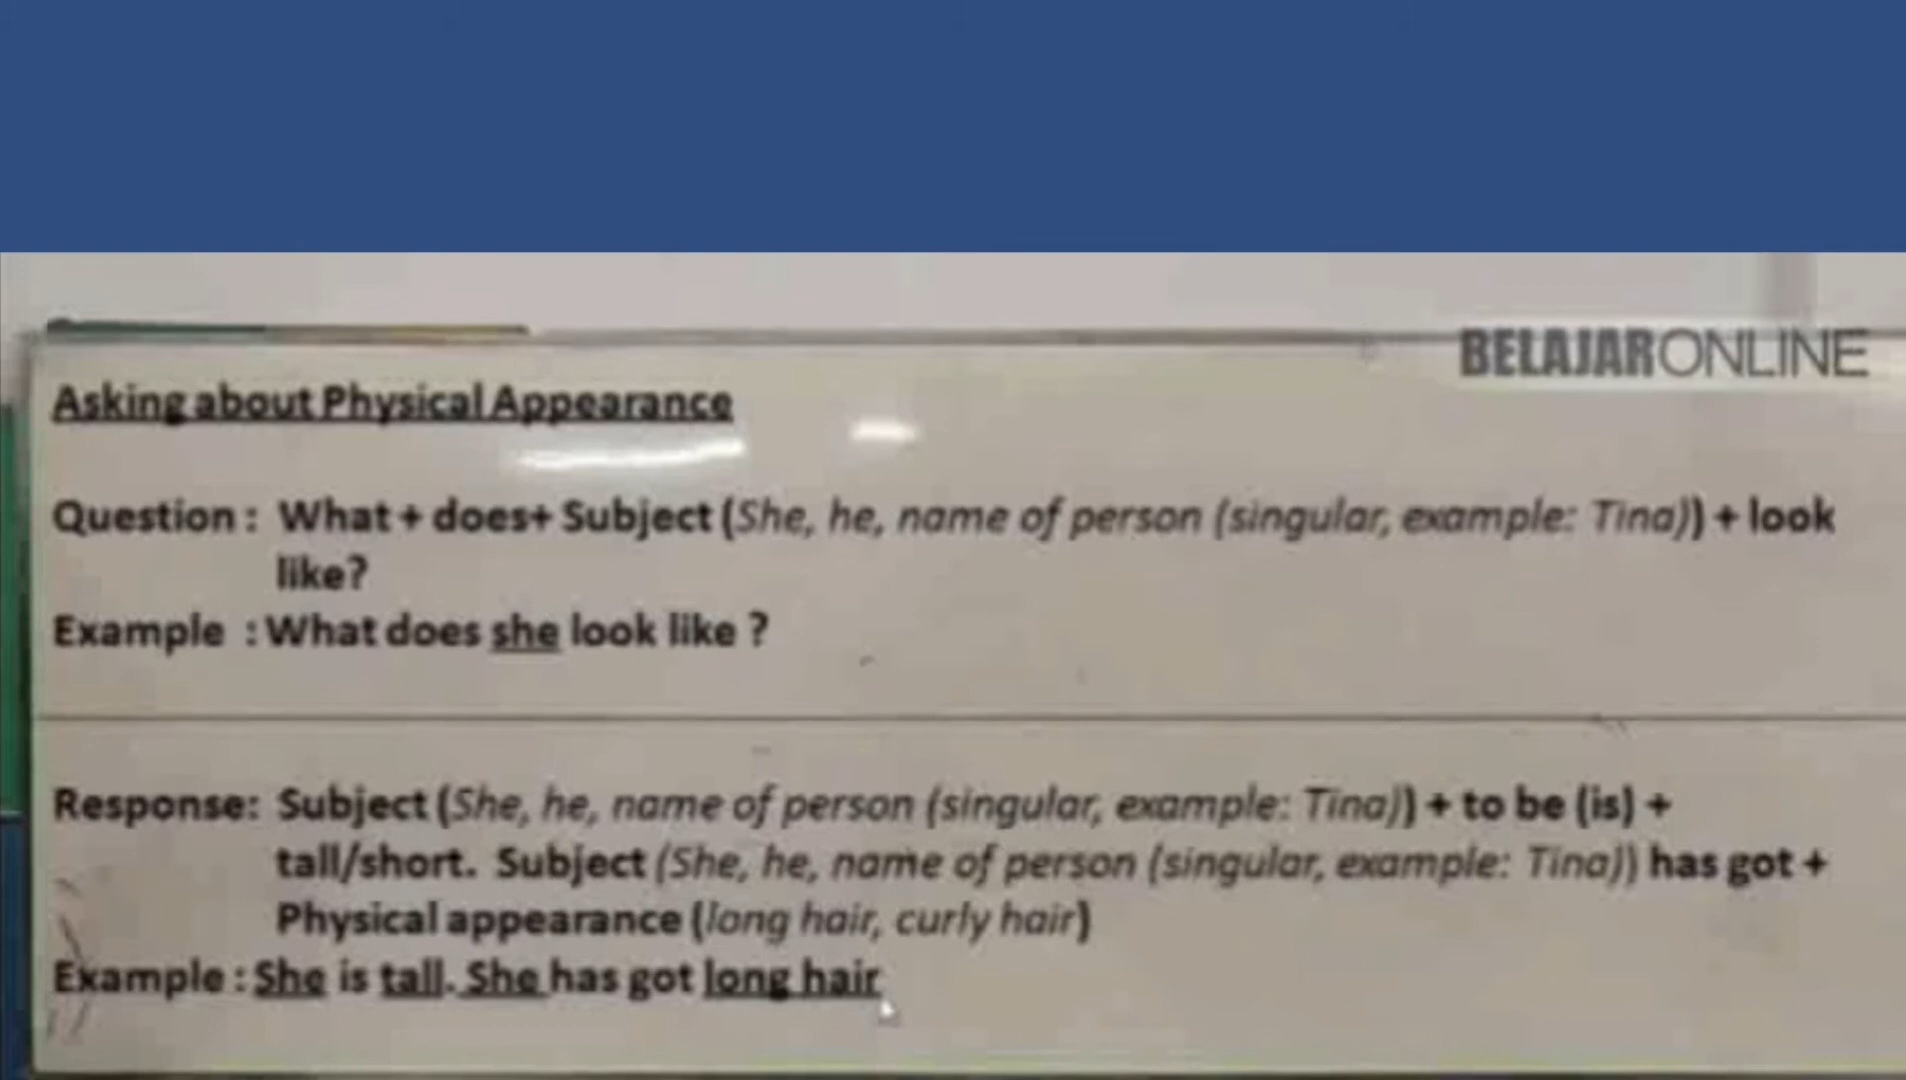 BELAJARONLINE
Asking about Physical Appearance
Question : What + does+ Subject (She, he, name of person (singular, example: Tina)) + look
like?
Example : What does she look like ?
Response: Subject (She, he, name of person (singular, example: Tina)) + to be (is) +
tall/short. Subject (She, he, name of person (singular, example: Tina)) has got +
Physical appearance (long hair, curly hair)
Example : She is tall. She has got long hair